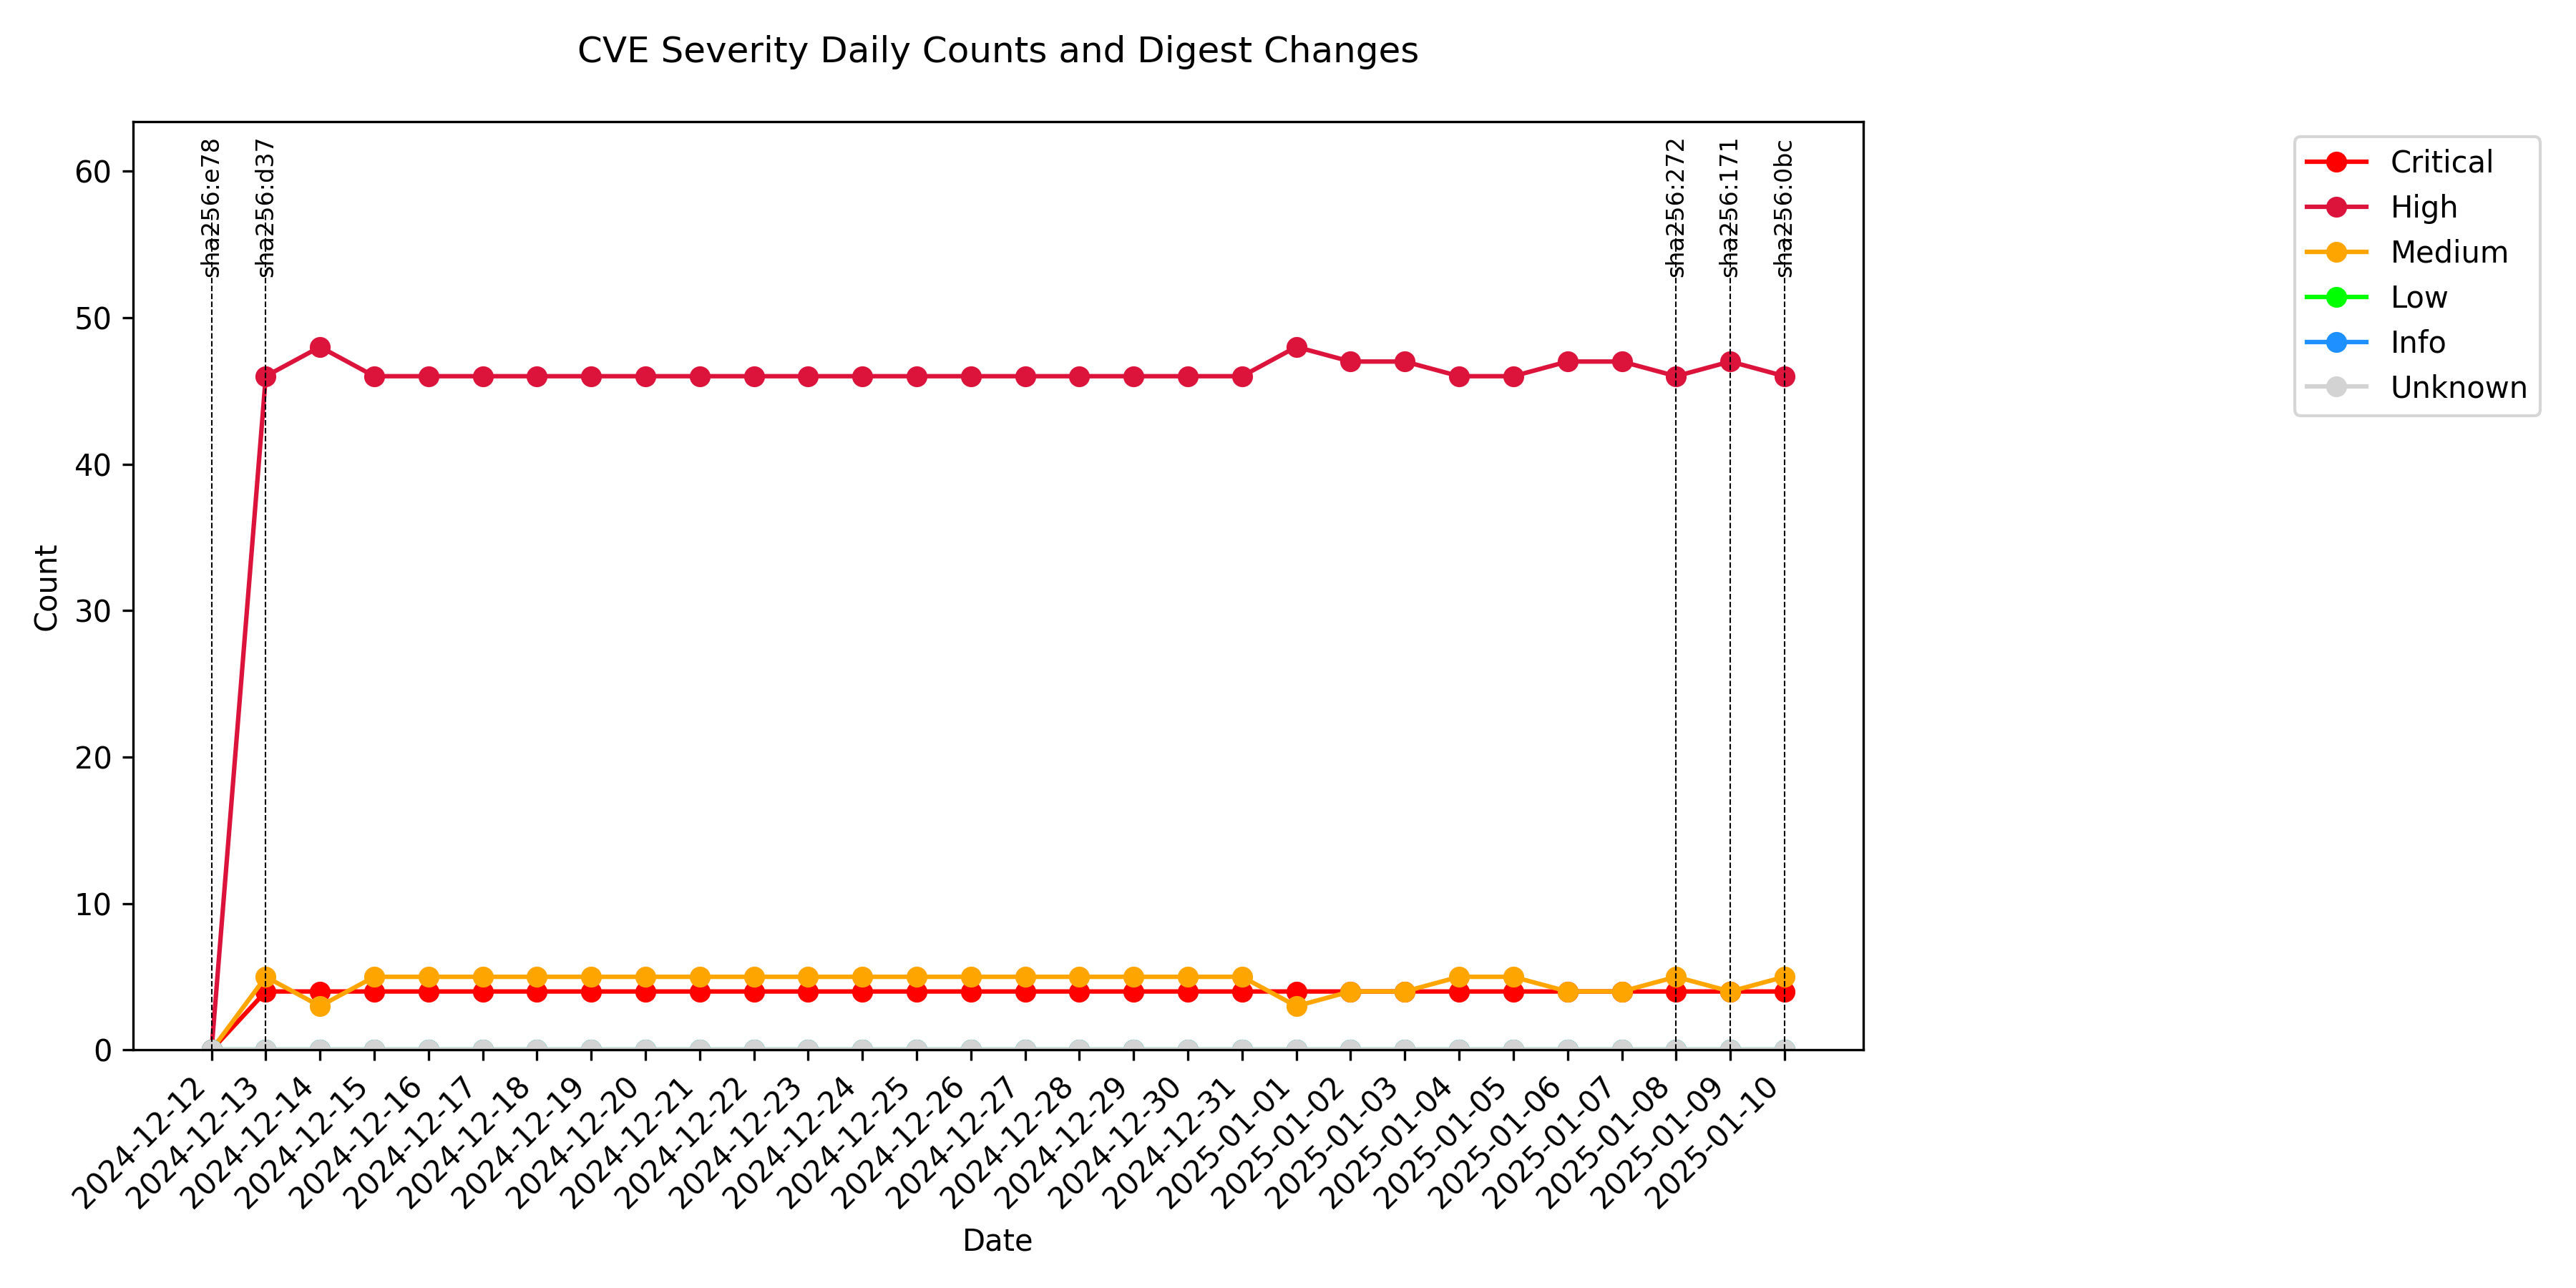 CVE Severity Daily Counts and Digest Changes
sha256:e78
sha256:d37
sha256:272
sha256:171
sha256:0bc
Critical
High
Medium
Low
Info
Unknown
Count
60
50
40
30
20
10
0
2024-12-12
2024-12-13
2024-12-14
2024-12-15
2024-12-16
2024-12-17
2024-12-18
2024-12-19
2024-12-20
2024-12-21
2024-12-22
2024-12-23
2024-12-24
2024-12-25
2024-12-26
2024-12-27
2024-12-28
2024-12-29
2024-12-30
2024-12-31
2025-01-01
2025-01-02
2025-01-03
2025-01-04
2025-01-05
2025-01-06
2025-01-07
2025-01-08
2025-01-09
2025-01-10
Date